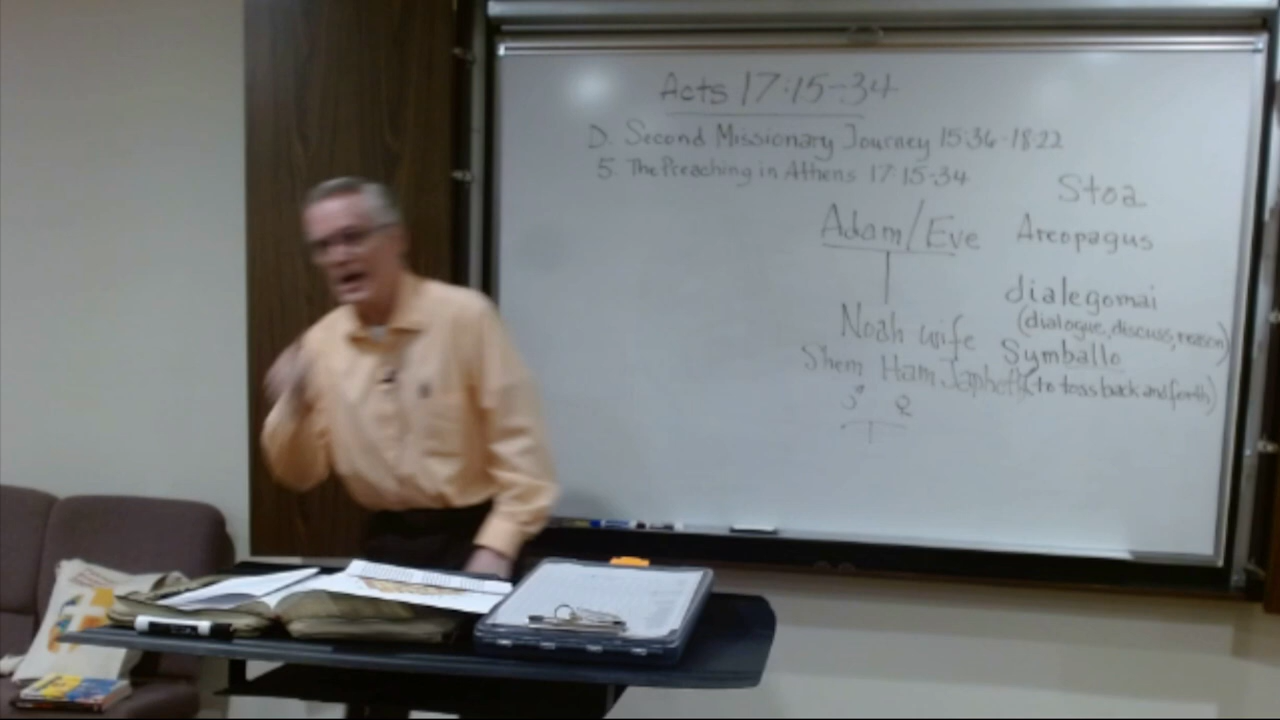 Acts 17:15-34
D. Second Missionary Journey 15:36-18:22
5. The Preaching in Athens 17:15-34
Stoa
Adam/Eve
Areopagus
dialegomai
(dialogue, discuss, reason)
Noah wife
Symballo
Shem Ham Japheth
(to toss back and forth)
♂ ♀